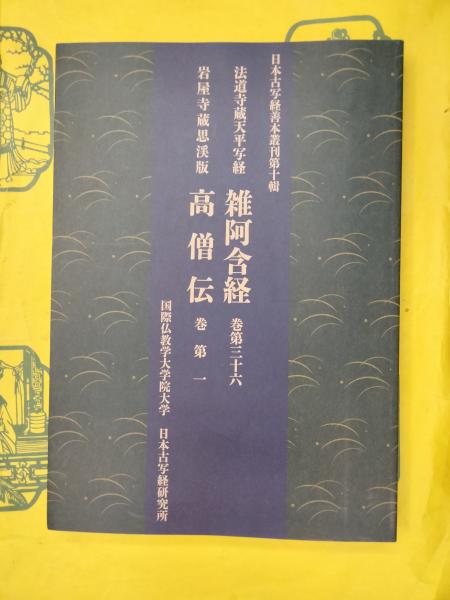 日本古写経善本叢刊第十輯
法道寺蔵天平写経 雑阿含経 巻第三十六
岩屋寺蔵思渓版 高僧伝 巻第一
国際仏教学大学院大学 日本古写経研究所